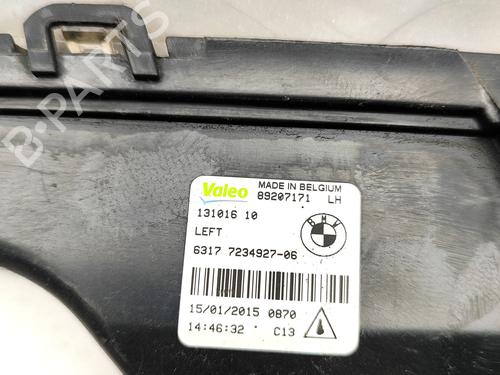 B-PARTS
Valeo MADE IN BELGIUM
89207171 LH
131016 10
LEFT
BMW
6317 7234927-06
15/01/2015 0870
14:46:32 C13